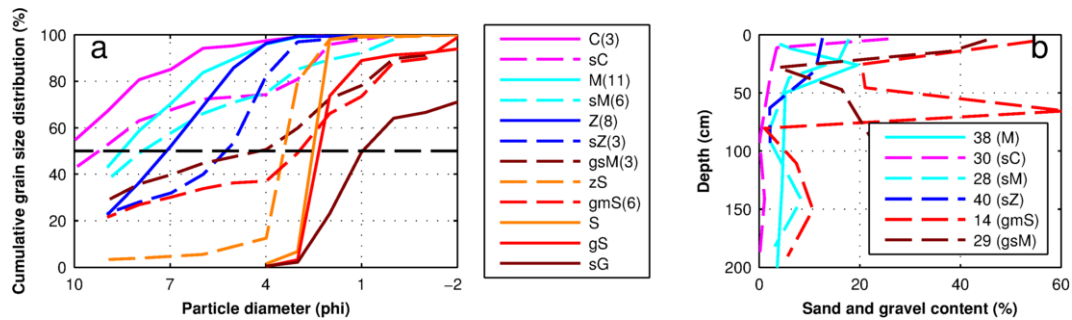 a
Cumulative grain size distribution (%)
100
80
60
40
20
0
10
7
4
1
−2
Particle diameter (phi)
C(3)
sC
M(11)
sM(6)
Z(8)
sZ(3)
gsM(3)
zS
gmS(6)
S
gS
sG
b
Depth (cm)
0
50
100
150
200
0
20
40
60
Sand and gravel content (%)
38 (M)
30 (sC)
28 (sM)
40 (sZ)
14 (gmS)
29 (gsM)